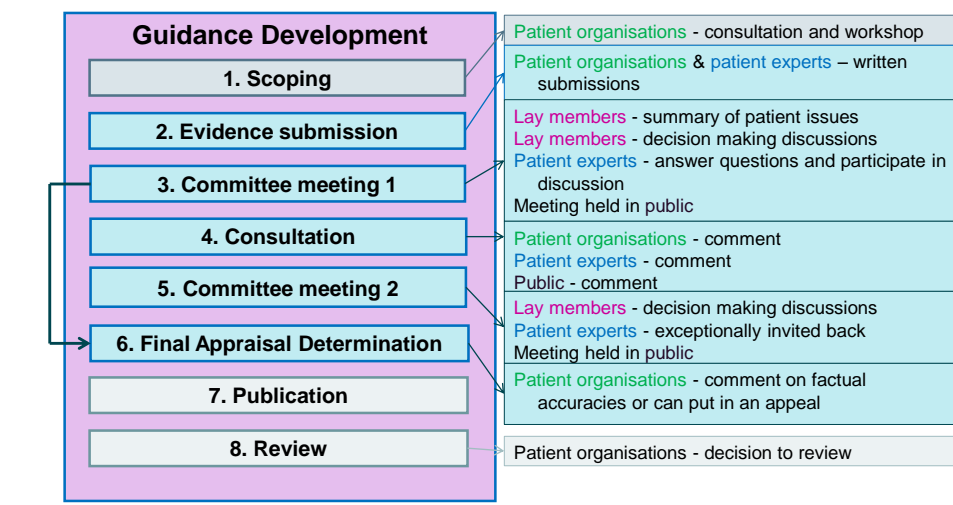 Guidance Development
1. Scoping
2. Evidence submission
3. Committee meeting 1
4. Consultation
5. Committee meeting 2
6. Final Appraisal Determination
7. Publication
8. Review
Patient organisations - consultation and workshop
Patient organisations & patient experts – written
submissions
Lay members - summary of patient issues
Lay members - decision making discussions
Patient experts - answer questions and participate in
discussion
Meeting held in public
Patient organisations - comment
Patient experts - comment
Public - comment
Lay members - decision making discussions
Patient experts - exceptionally invited back
Meeting held in public
Patient organisations - comment on factual
accuracies or can put in an appeal
Patient organisations - decision to review